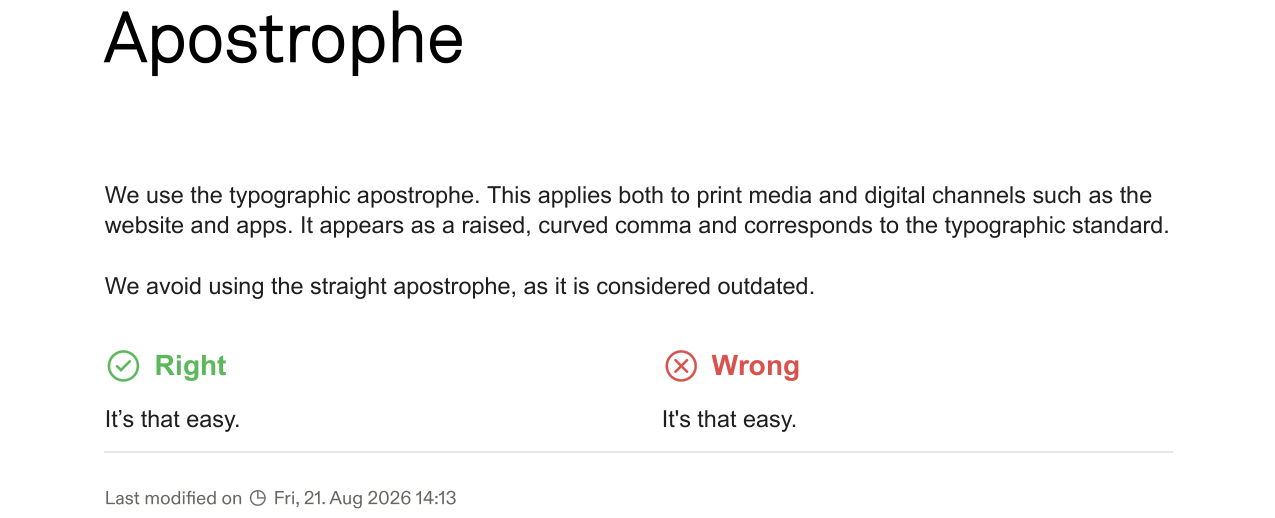 Apostrophe
We use the typographic apostrophe. This applies both to print media and digital channels such as the
website and apps. It appears as a raised, curved comma and corresponds to the typographic standard.
We avoid using the straight apostrophe, as it is considered outdated.
Right
Wrong
It’s that easy.
It's that easy.
Last modified on Fri, 21. Aug 2026 14:13